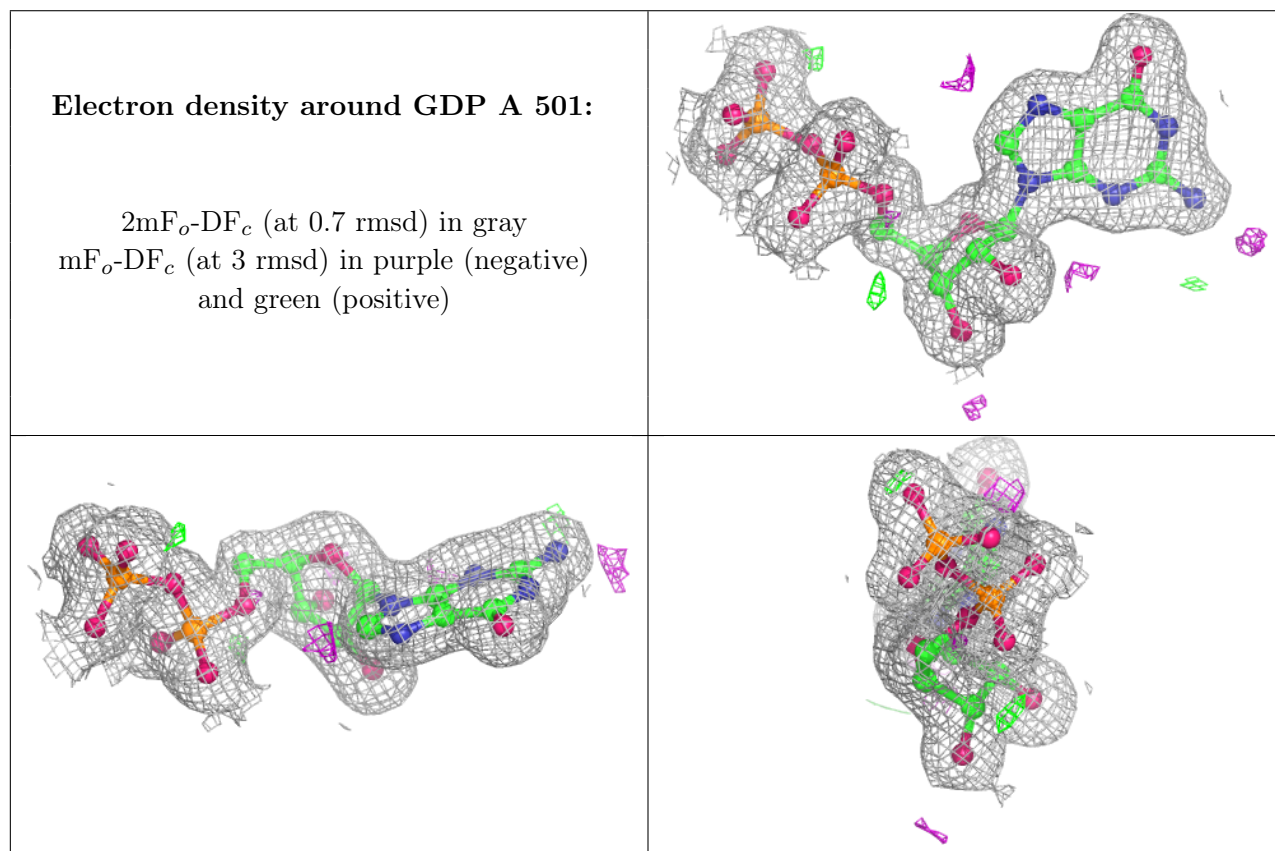 Electron density around GDP A 501:
2mFₒ-DF𝒸 (at 0.7 rmsd) in gray
mFₒ-DF𝒸 (at 3 rmsd) in purple (negative)
and green (positive)